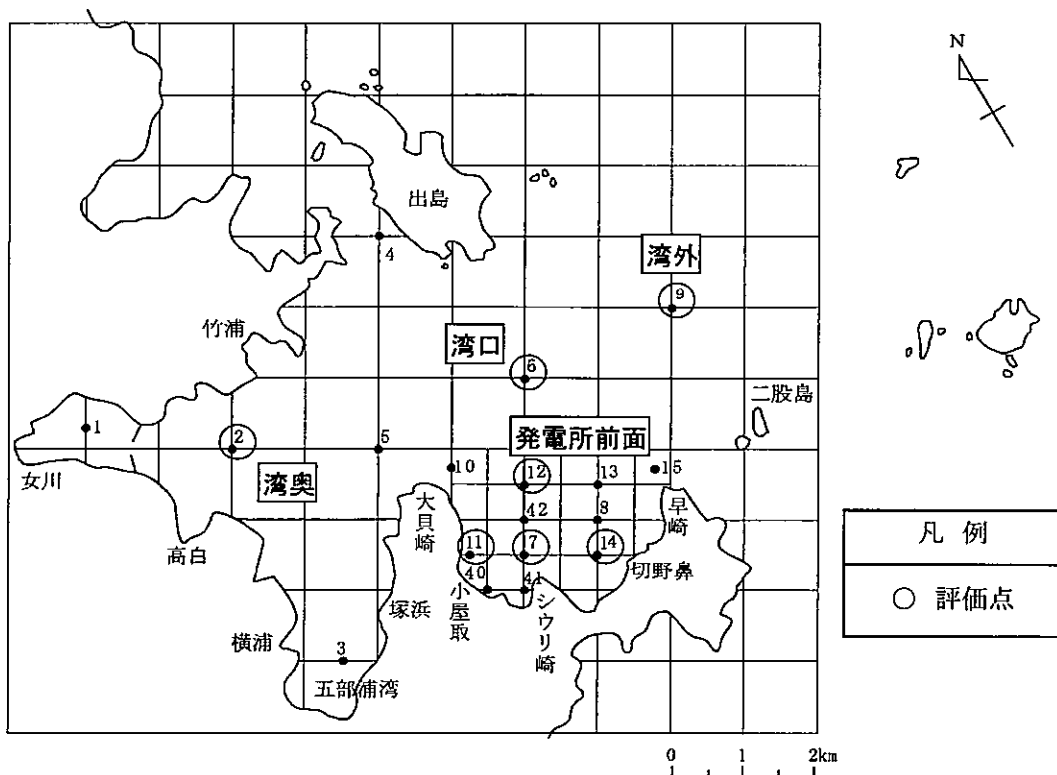 N
出島
4
湾外
9
竹浦
湾口
6
二股島
発電所前面
1
2
5
10
12
13
15
女川
湾奥
大貝崎
42
8
早崎
高白
11
7
14
切野鼻
40
41
小屋取
シウリ崎
塚浜
横浦
3
五部浦湾
凡例
○ 評価点
0 1 2km